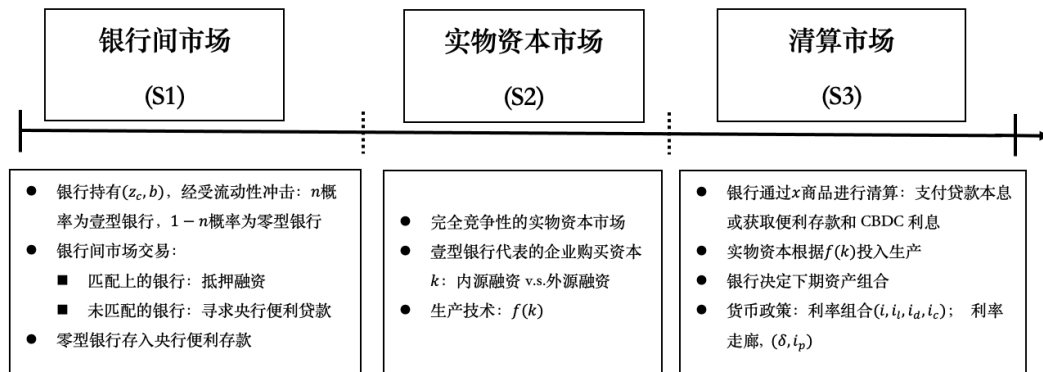 银行间市场
(S1)
实物资本市场
(S2)
清算市场
(S3)
● 银行持有(z_c, b)，经受流动性冲击：n概
率为壹型银行，1−n概率为零型银行
● 银行间市场交易：
■ 匹配上的银行：抵押融资
■ 未匹配的银行：寻求央行便利贷款
● 零型银行存入央行便利存款
● 完全竞争性的实物资本市场
● 壹型银行代表的企业购买资本
k：内源融资 v.s.外源融资
● 生产技术：f(k)
● 银行通过x商品进行清算：支付贷款本息
或获取便利存款和 CBDC 利息
● 实物资本根据f(k)投入生产
● 银行决定下期资产组合
● 货币政策：利率组合(i, i_l, i_d, i_c)； 利率
走廊，(δ, i_p)